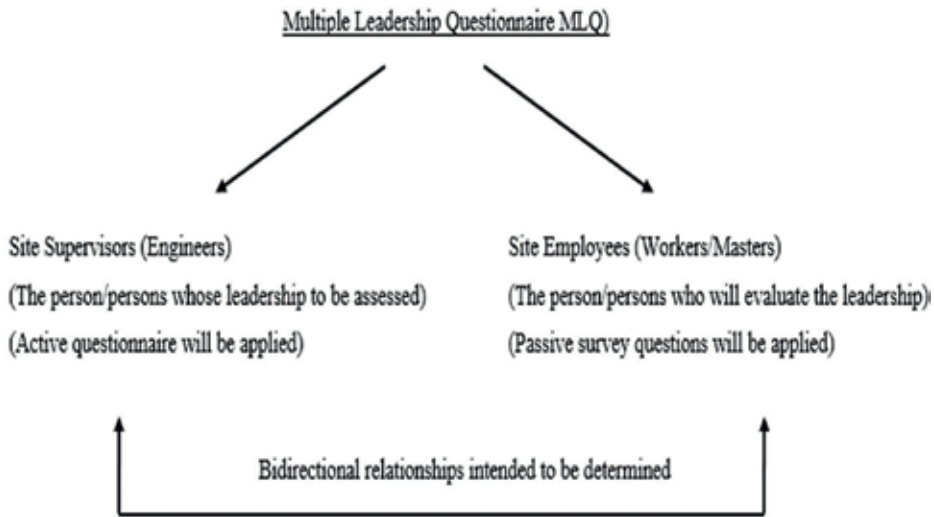 Multiple Leadership Questionnaire MLQ)
Site Supervisors (Engineers)
(The person/persons whose leadership to be assessed)
(Active questionnaire will be applied)
Site Employees (Workers/Masters)
(The person/persons who will evaluate the leadership)
(Passive survey questions will be applied)
Bidirectional relationships intended to be determined